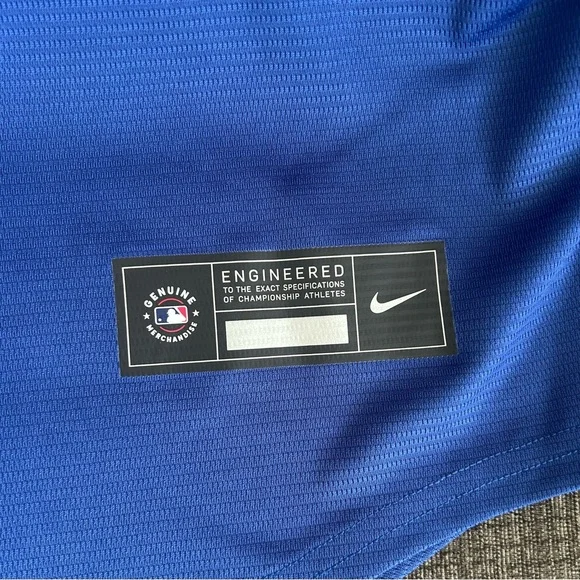 GENUINE
MERCHANDISE
ENGINEERED
TO THE EXACT SPECIFICATIONS
OF CHAMPIONSHIP ATHLETES